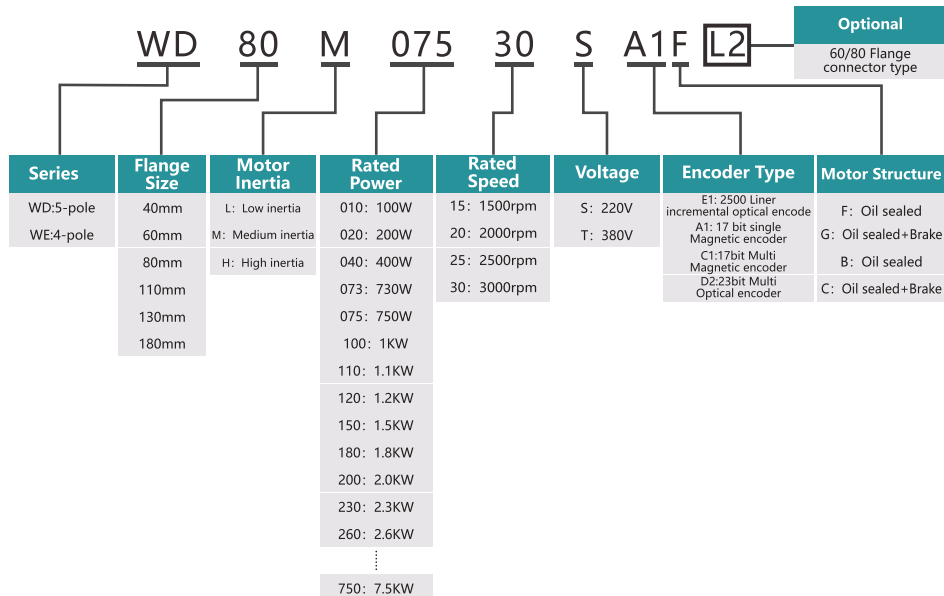 WD 80 M 075 30 S A1 F L2
Optional
60/80 Flange
connector type
Series
WD:5-pole
WE:4-pole
Flange
Size
40mm
60mm
80mm
110mm
130mm
180mm
Motor
Inertia
L: Low inertia
M: Medium inertia
H: High inertia
Rated
Power
010: 100W
020: 200W
040: 400W
073: 730W
075: 750W
100: 1KW
110: 1.1KW
120: 1.2KW
150: 1.5KW
180: 1.8KW
200: 2.0KW
230: 2.3KW
260: 2.6KW
750: 7.5KW
Rated
Speed
15: 1500rpm
20: 2000rpm
25: 2500rpm
30: 3000rpm
Voltage
S: 220V
T: 380V
Encoder Type
E1: 2500 Liner
incremental optical encode
A1: 17 bit single
Magnetic encoder
C1:17bit Multi
Magnetic encoder
D2:23bit Multi
Optical encoder
Motor Structure
F: Oil sealed
G: Oil sealed+Brake
B: Oil sealed
C: Oil sealed+Brake